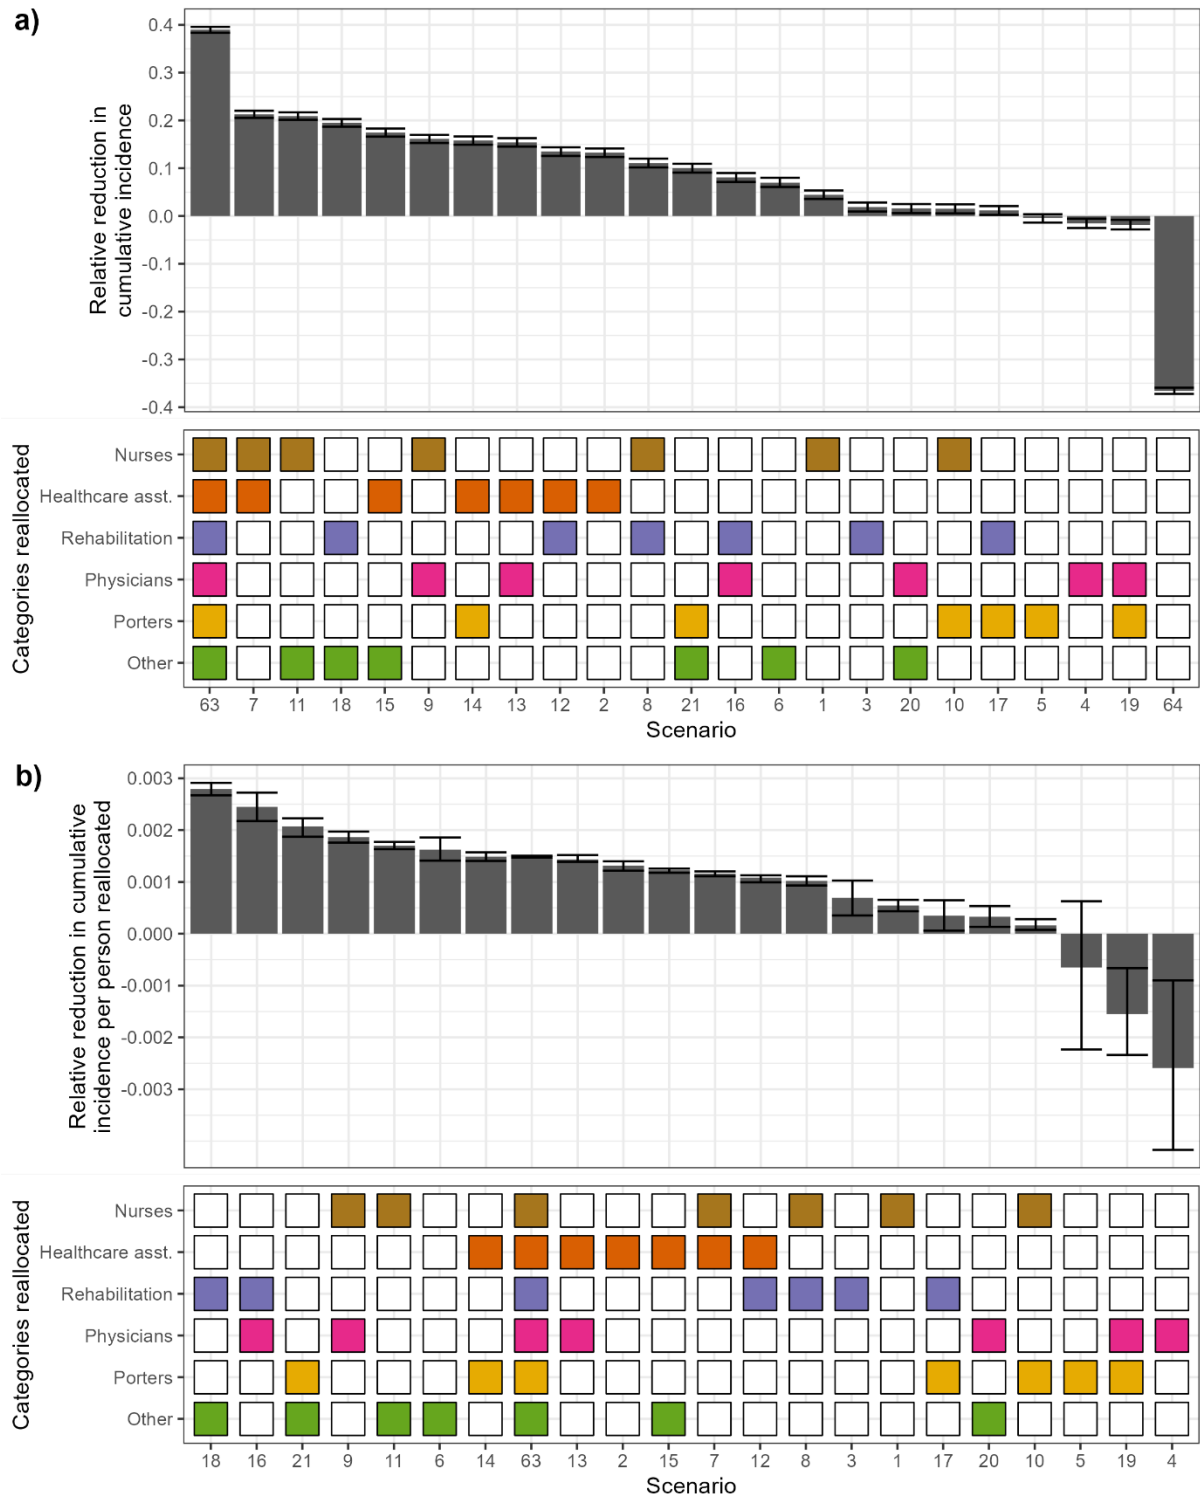 a)
Relative reduction in
cumulative incidence
0.4
0.3
0.2
0.1
0.0
-0.1
-0.2
-0.3
-0.4
Categories reallocated
Nurses
Healthcare asst.
Rehabilitation
Physicians
Porters
Other
63 7 11 18 15 9 14 13 12 2 8 21 16 6 1 3 20 10 17 5 4 19 64
Scenario
b)
Relative reduction in cumulative
incidence per person reallocated
0.003
0.002
0.001
0.000
-0.001
-0.002
-0.003
Categories reallocated
Nurses
Healthcare asst.
Rehabilitation
Physicians
Porters
Other
18 16 21 9 11 6 14 63 13 2 15 7 12 8 3 1 17 20 10 5 19 4
Scenario